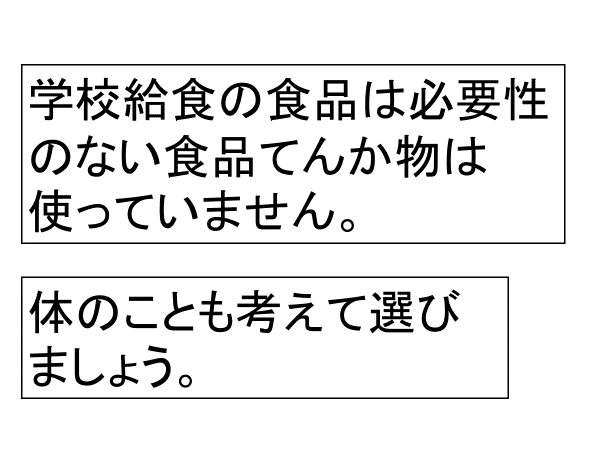 学校給食の食品は必要性
のない食品てんか物は
使っていません。
体のことも考えて選び
ましょう。